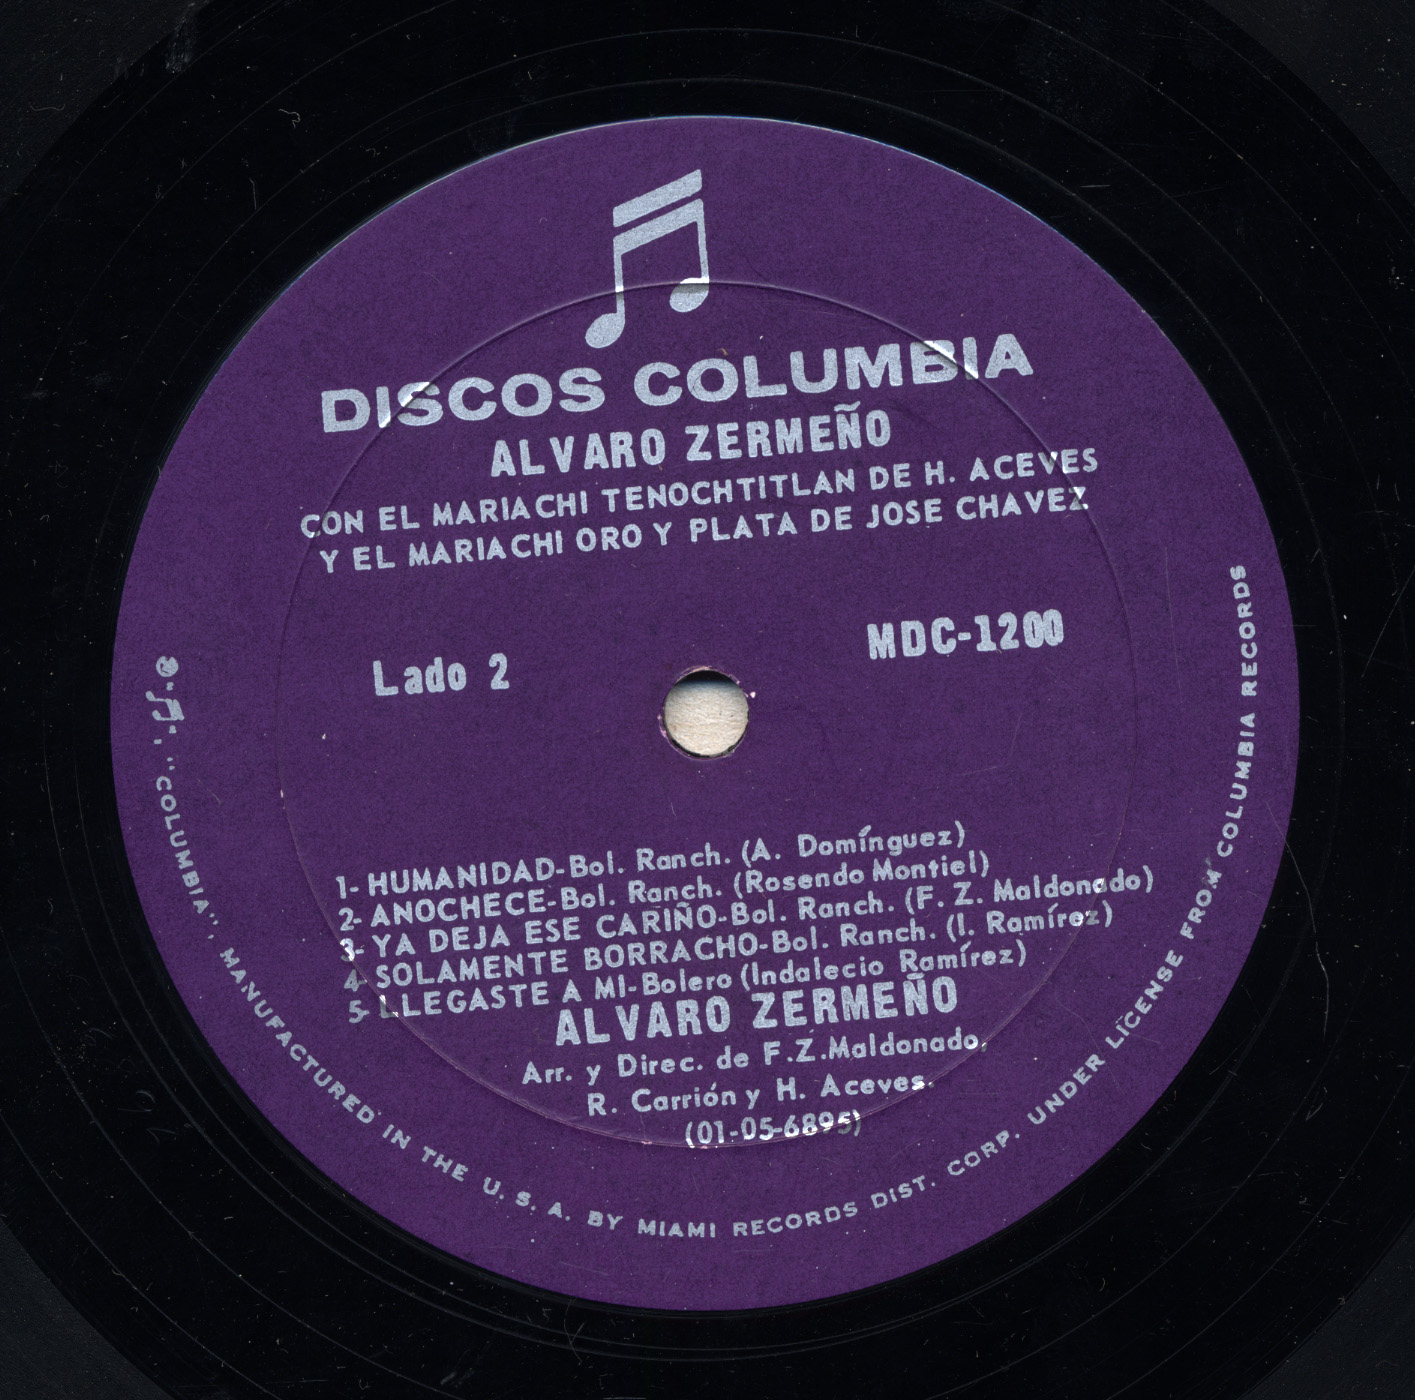 DISCOS COLUMBIA
ALVARO ZERMEÑO
CON EL MARIACHI TENOCHTITLAN DE H. ACEVES
Y EL MARIACHI ORO Y PLATA DE JOSE CHAVEZ
MDC-1200
Lado 2
1- HUMANIDAD-Bol. Ranch. (A. Domínguez)
2- ANOCHECE-Bol. Ranch. (Rosendo Montiel)
3- YA DEJA ESE CARIÑO-Bol. Ranch. (F. Z. Maldonado)
4- SOLAMENTE BORRACHO-Bol. Ranch. (I. Ramírez)
5- LLEGASTE A MI-Bolero (Indalecio Ramírez)
ALVARO ZERMEÑO
Arr. y Direc. de F.Z.Maldonado,
R. Carrión y H. Aceves.
(01-05-6895)
"COLUMBIA", MANUFACTURED IN THE U.S.A. BY MIAMI RECORDS DIST. CORP. UNDER LICENSE FROM COLUMBIA RECORDS